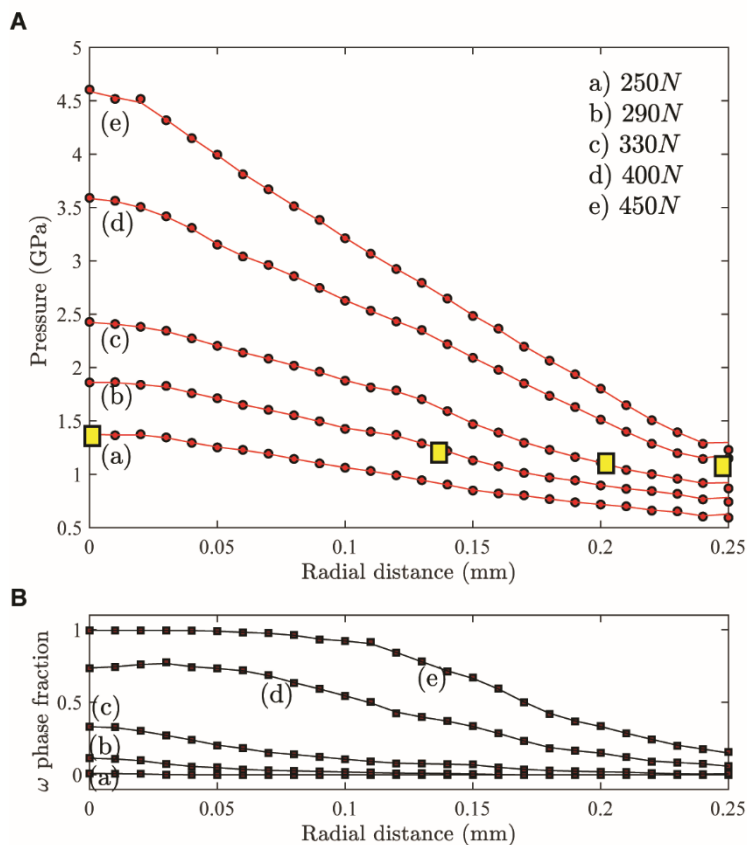 A
5
4.5
4
3.5
3
2.5
2
1.5
1
0.5
Pressure (GPa)
(e)
(d)
(c)
(b)
(a)
a) 250N
b) 290N
c) 330N
d) 400N
e) 450N
0 0.05 0.1 0.15 0.2 0.25
Radial distance (mm)
B
1
0.5
0
ω phase fraction
(c)
(b)
(a)
(d)
(e)
0 0.05 0.1 0.15 0.2 0.25
Radial distance (mm)